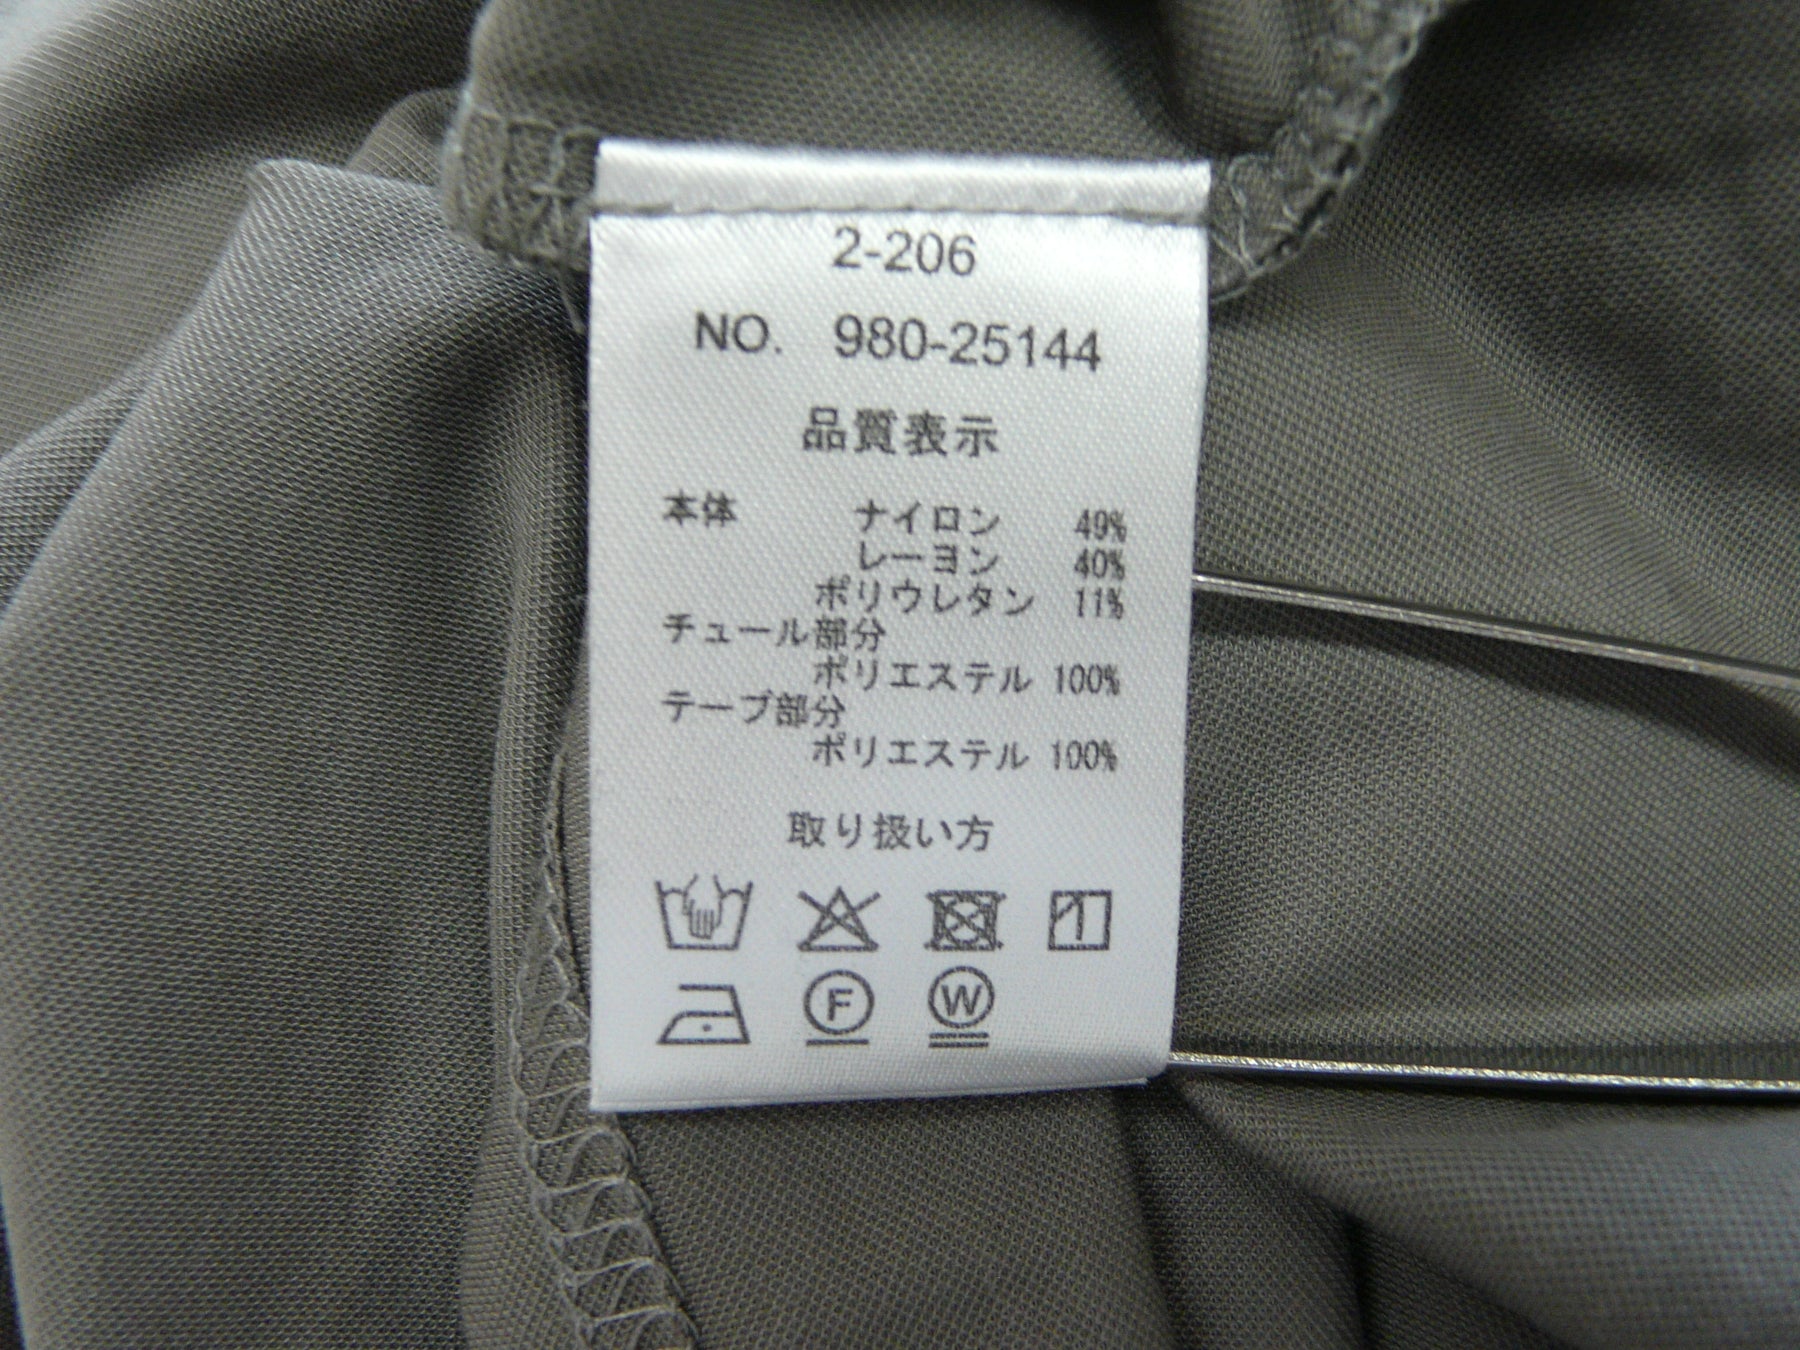 2-206
NO. 980-25144
品質表示
本体 ナイロン 49%
レーヨン 40%
ポリウレタン 11%
チュール部分
ポリエステル 100%
テープ部分
ポリエステル 100%
取り扱い方
F W